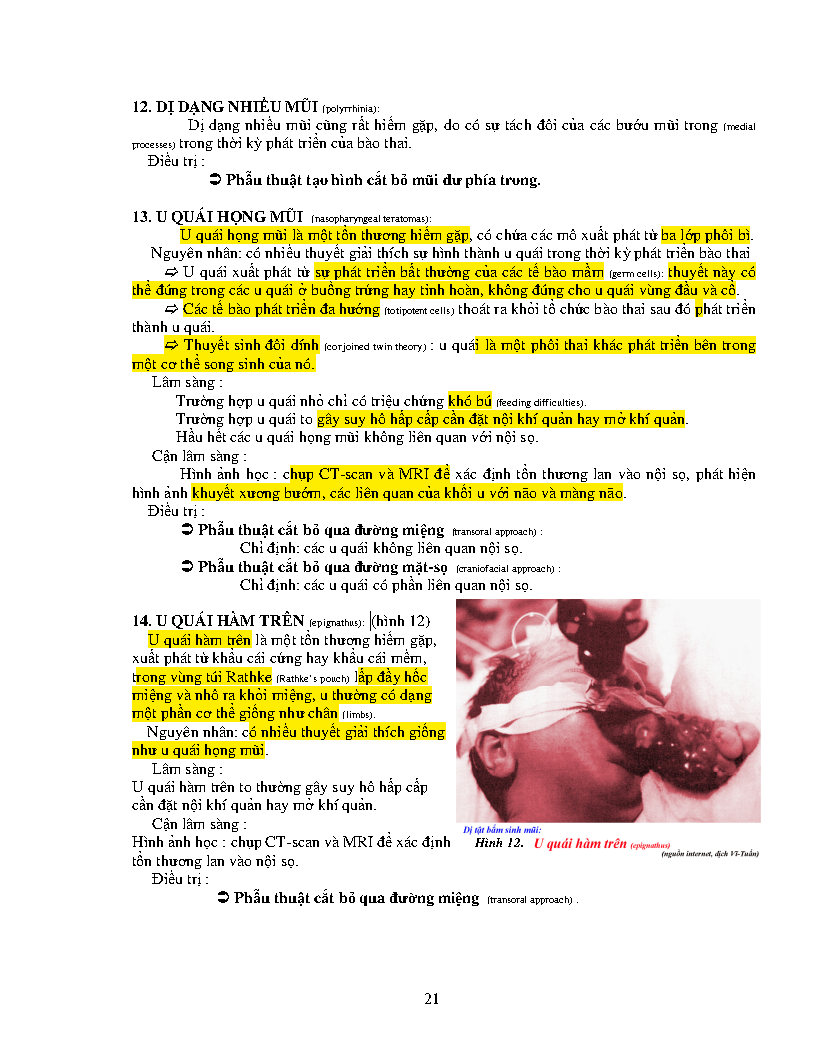 12. DỊ DẠNG NHIỀU MŨI (polyrrhinia):
Dị dạng nhiều mũi cũng rất hiếm gặp, do có sự tách đôi của các bướu mũi trong (medial
processes) trong thời kỳ phát triển của bào thai.
Điều trị :
➲ Phẫu thuật tạo hình cắt bỏ mũi dư phía trong.
13. U QUÁI HỌNG MŨI (nasopharyngeal teratomas):
U quái họng mũi là một tổn thương hiếm gặp, có chứa các mô xuất phát từ ba lớp phôi bì.
Nguyên nhân: có nhiều thuyết giải thích sự hình thành u quái trong thời kỳ phát triển bào thai
➩ U quái xuất phát từ sự phát triển bất thường của các tế bào mầm (germ cells): thuyết này có
thể đúng trong các u quái ở buồng trứng hay tinh hoàn, không đúng cho u quái vùng đầu và cổ.
➩ Các tế bào phát triển đa hướng (totipotent cells) thoát ra khỏi tổ chức bào thai sau đó phát triển
thành u quái.
➩ Thuyết sinh đôi dính (conjoined twin theory) : u quái là một phôi thai khác phát triển bên trong
một cơ thể song sinh của nó.
Lâm sàng :
Trường hợp u quái nhỏ chỉ có triệu chứng khó bú (feeding difficulties).
Trường hợp u quái to gây suy hô hấp cấp cần đặt nội khí quản hay mở khí quản.
Hầu hết các u quái họng mũi không liên quan với nội sọ.
Cận lâm sàng :
Hình ảnh học : chụp CT-scan và MRI để xác định tổn thương lan vào nội sọ, phát hiện
hình ảnh khuyết xương bướm, các liên quan của khối u với não và màng não.
Điều trị :
➲ Phẫu thuật cắt bỏ qua đường miệng (transoral approach) :
Chỉ định: các u quái không liên quan nội sọ.
➲ Phẫu thuật cắt bỏ qua đường mặt-sọ (craniofacial approach) :
Chỉ định: các u quái có phần liên quan nội sọ.
14. U QUÁI HÀM TRÊN (epignathus): (hình 12)
U quái hàm trên là một tổn thương hiếm gặp,
xuất phát từ khẩu cái cứng hay khẩu cái mềm,
trong vùng túi Rathke (Rathke's pouch) lấp đầy hốc
miệng và nhô ra khỏi miệng, u thường có dạng
một phần cơ thể giống như chân (limbs).
Nguyên nhân: có nhiều thuyết giải thích giống
như u quái họng mũi.
Lâm sàng :
U quái hàm trên to thường gây suy hô hấp cấp
cần đặt nội khí quản hay mở khí quản.
Cận lâm sàng :
Hình ảnh học : chụp CT-scan và MRI để xác định
tổn thương lan vào nội sọ.
Điều trị :
➲ Phẫu thuật cắt bỏ qua đường miệng (transoral approach) .
Dị tật bẩm sinh mũi:
Hình 12. U quái hàm trên (epignathus)
(nguồn internet, dịch Vĩ-Tuấn)
21